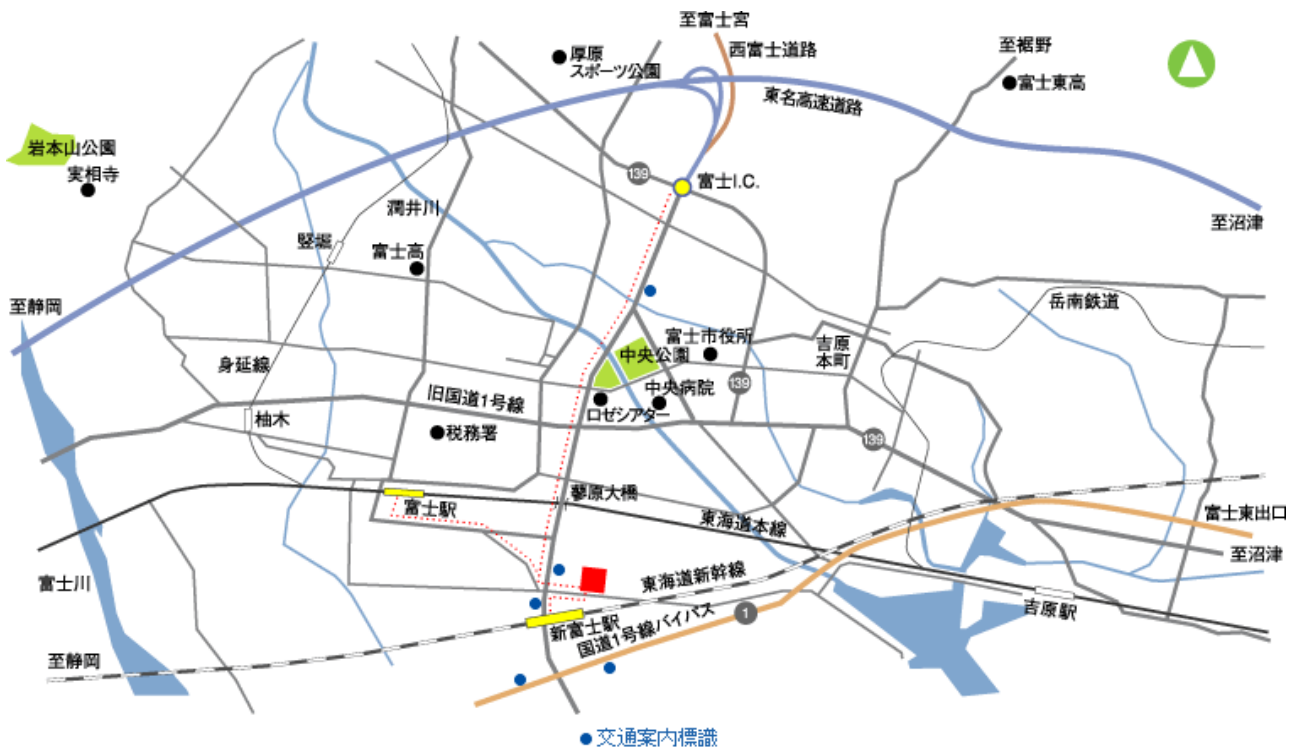 至富士宮
西富士道路
至裾野
厚原
スポーツ公園
富士東高
東名高速道路
岩本山公園
実相寺
139
富士I.C.
潤井川
至沼津
竪堀
富士高
至静岡
岳南鉄道
富士市役所
吉原
本町
中央公園
身延線
139
中央病院
旧国道1号線
ロゼシアター
柚木
税務署
139
蓼原大橋
富士駅
東海道本線
富士東出口
至沼津
富士川
東海道新幹線
吉原駅
1
新富士駅
国道1号線バイパス
至静岡
交通案内標識